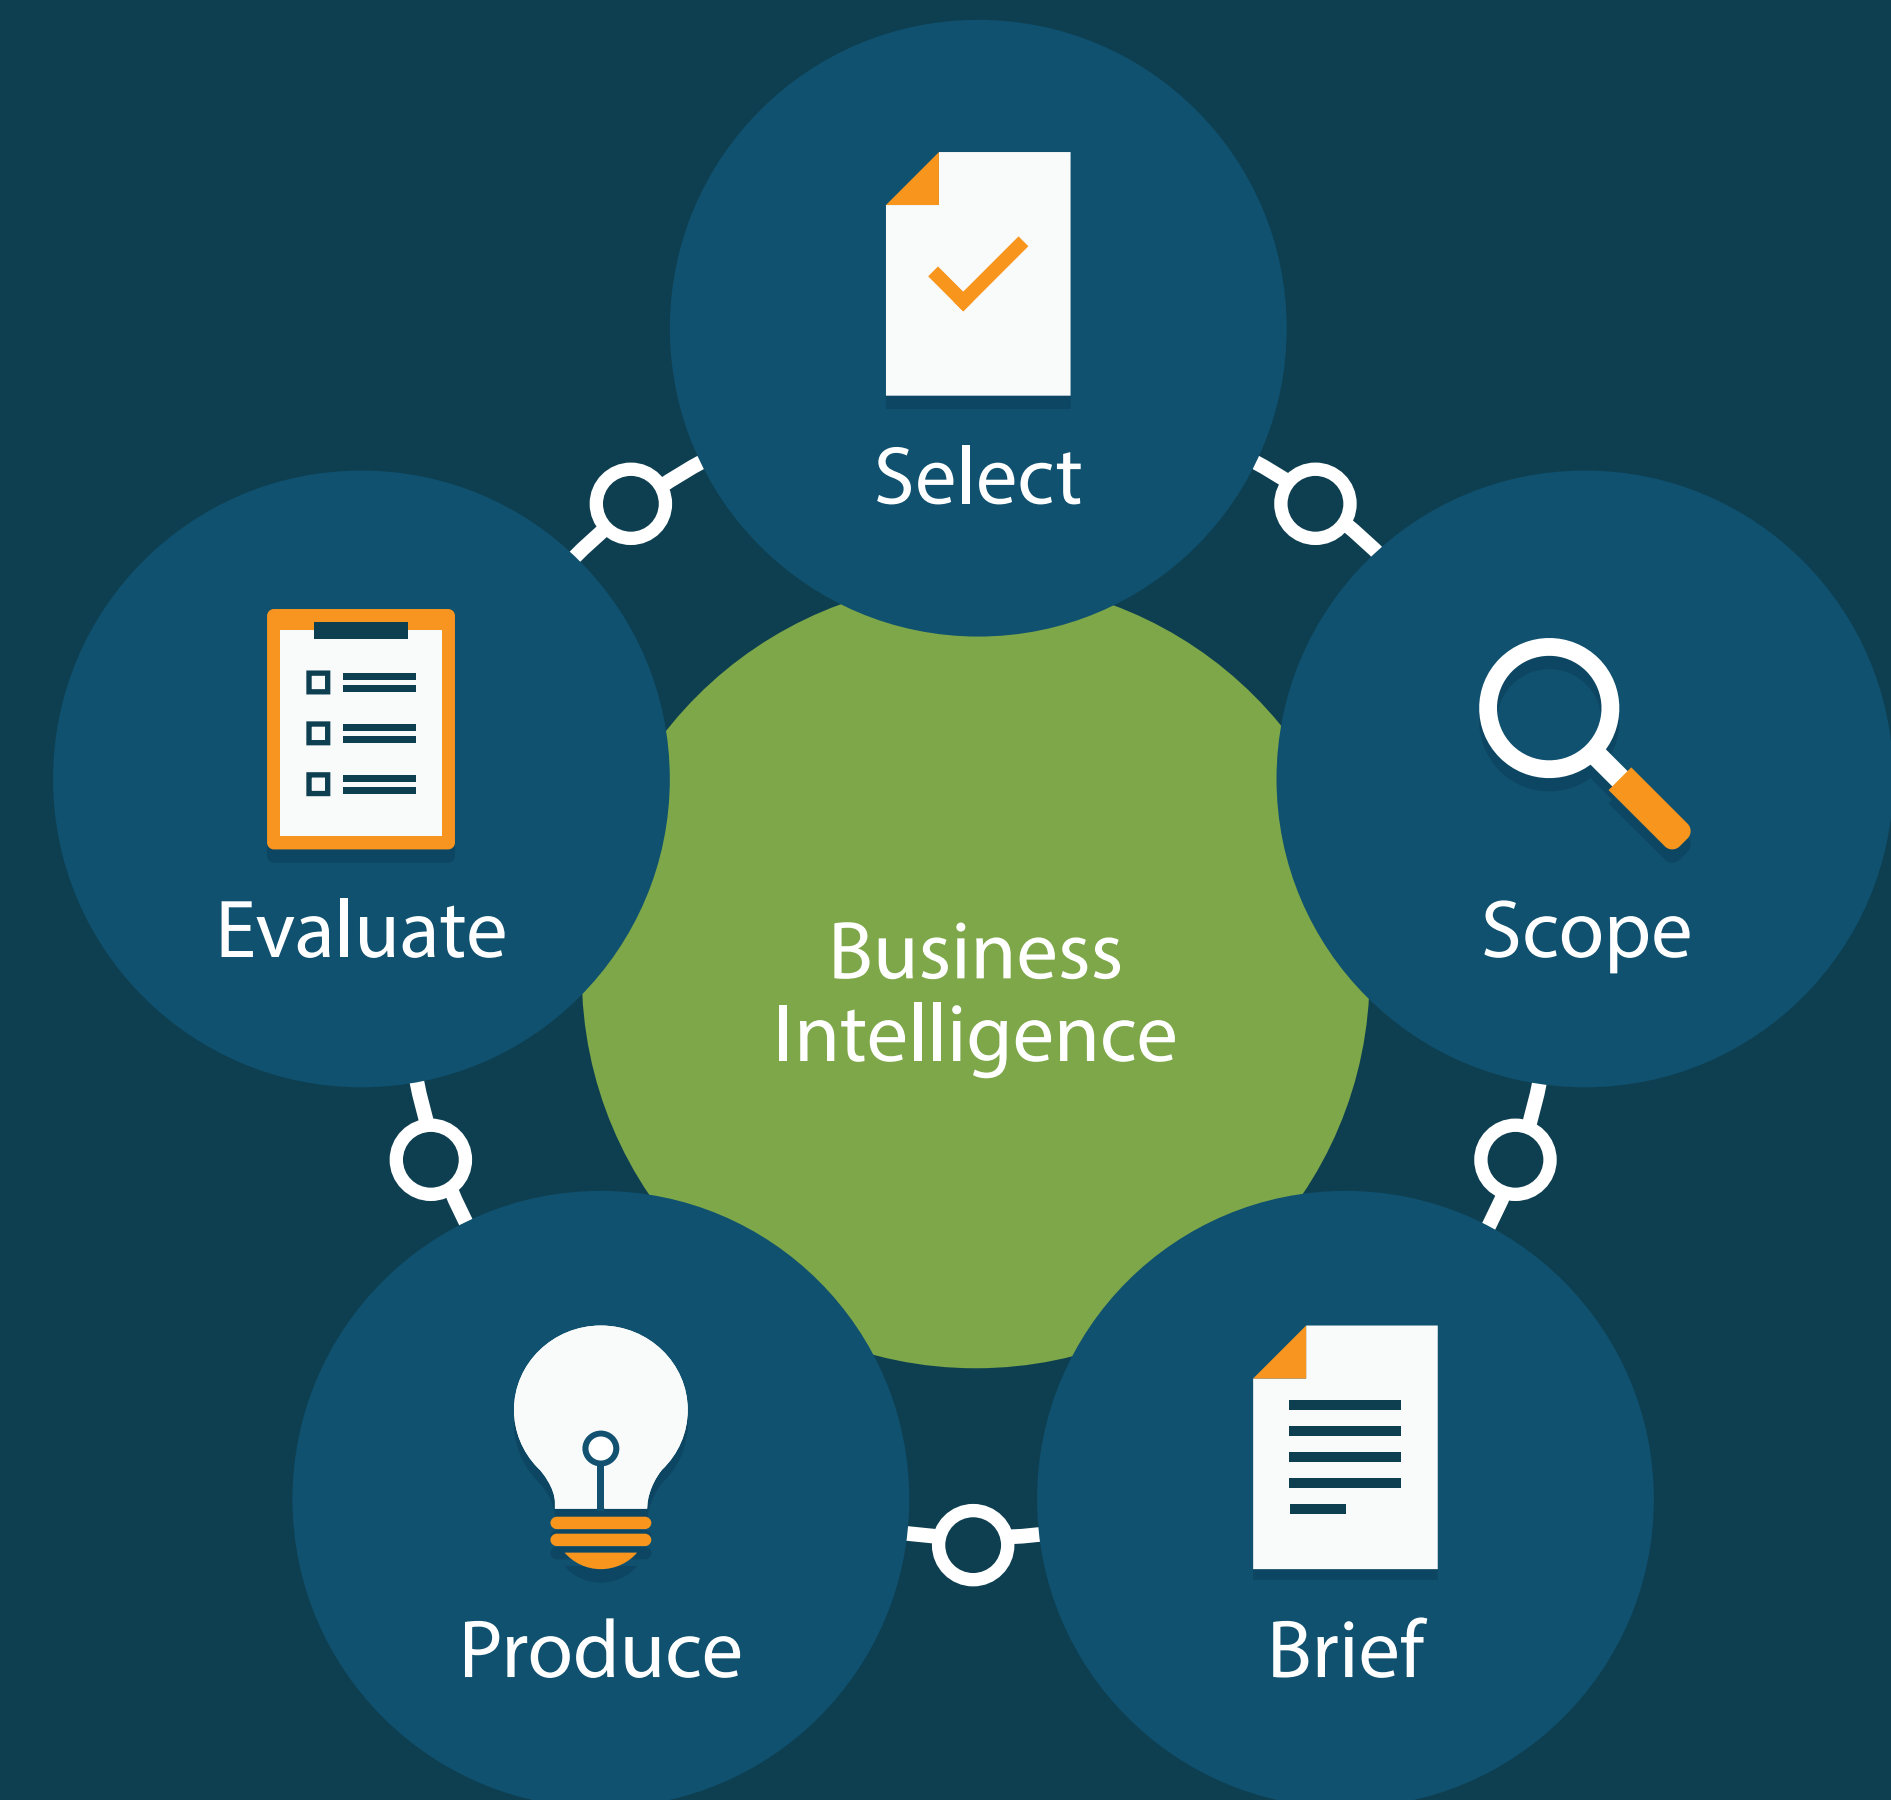 Select
Evaluate
Scope
Business
Intelligence
Produce
Brief